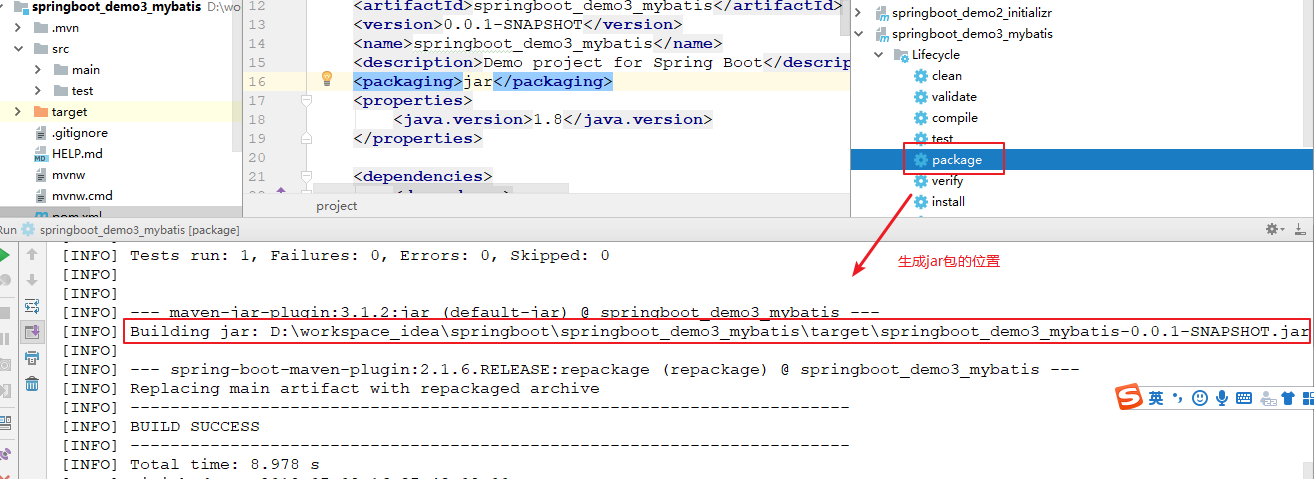 springboot_demo3_mybatis D:\wo
.mvn
src
main
test
target
.gitignore
HELP.md
mvnw
mvnw.cmd
pom.xml
12 <artifactId>springboot_demo3_mybatis</artifactId>
13 <version>0.0.1-SNAPSHOT</version>
14 <name>springboot_demo3_mybatis</name>
15 <description>Demo project for Spring Boot</descrip
16 <packaging>jar</packaging>
17 <properties>
18 <java.version>1.8</java.version>
19 </properties>
20
21 <dependencies>
project
springboot_demo2_initializr
springboot_demo3_mybatis
Lifecycle
clean
validate
compile
test
package
verify
install
Run springboot_demo3_mybatis [package]
生成jar包的位置
[INFO] Tests run: 1, Failures: 0, Errors: 0, Skipped: 0
[INFO]
[INFO]
[INFO] --- maven-jar-plugin:3.1.2:jar (default-jar) @ springboot_demo3_mybatis ---
[INFO] Building jar: D:\workspace_idea\springboot\springboot_demo3_mybatis\target\springboot_demo3_mybatis-0.0.1-SNAPSHOT.jar
[INFO]
[INFO] --- spring-boot-maven-plugin:2.1.6.RELEASE:repackage (repackage) @ springboot_demo3_mybatis ---
[INFO] Replacing main artifact with repackaged archive
[INFO] ------------------------------------------------------------------------
[INFO] BUILD SUCCESS
[INFO] ------------------------------------------------------------------------
[INFO] Total time: 8.978 s
S 英